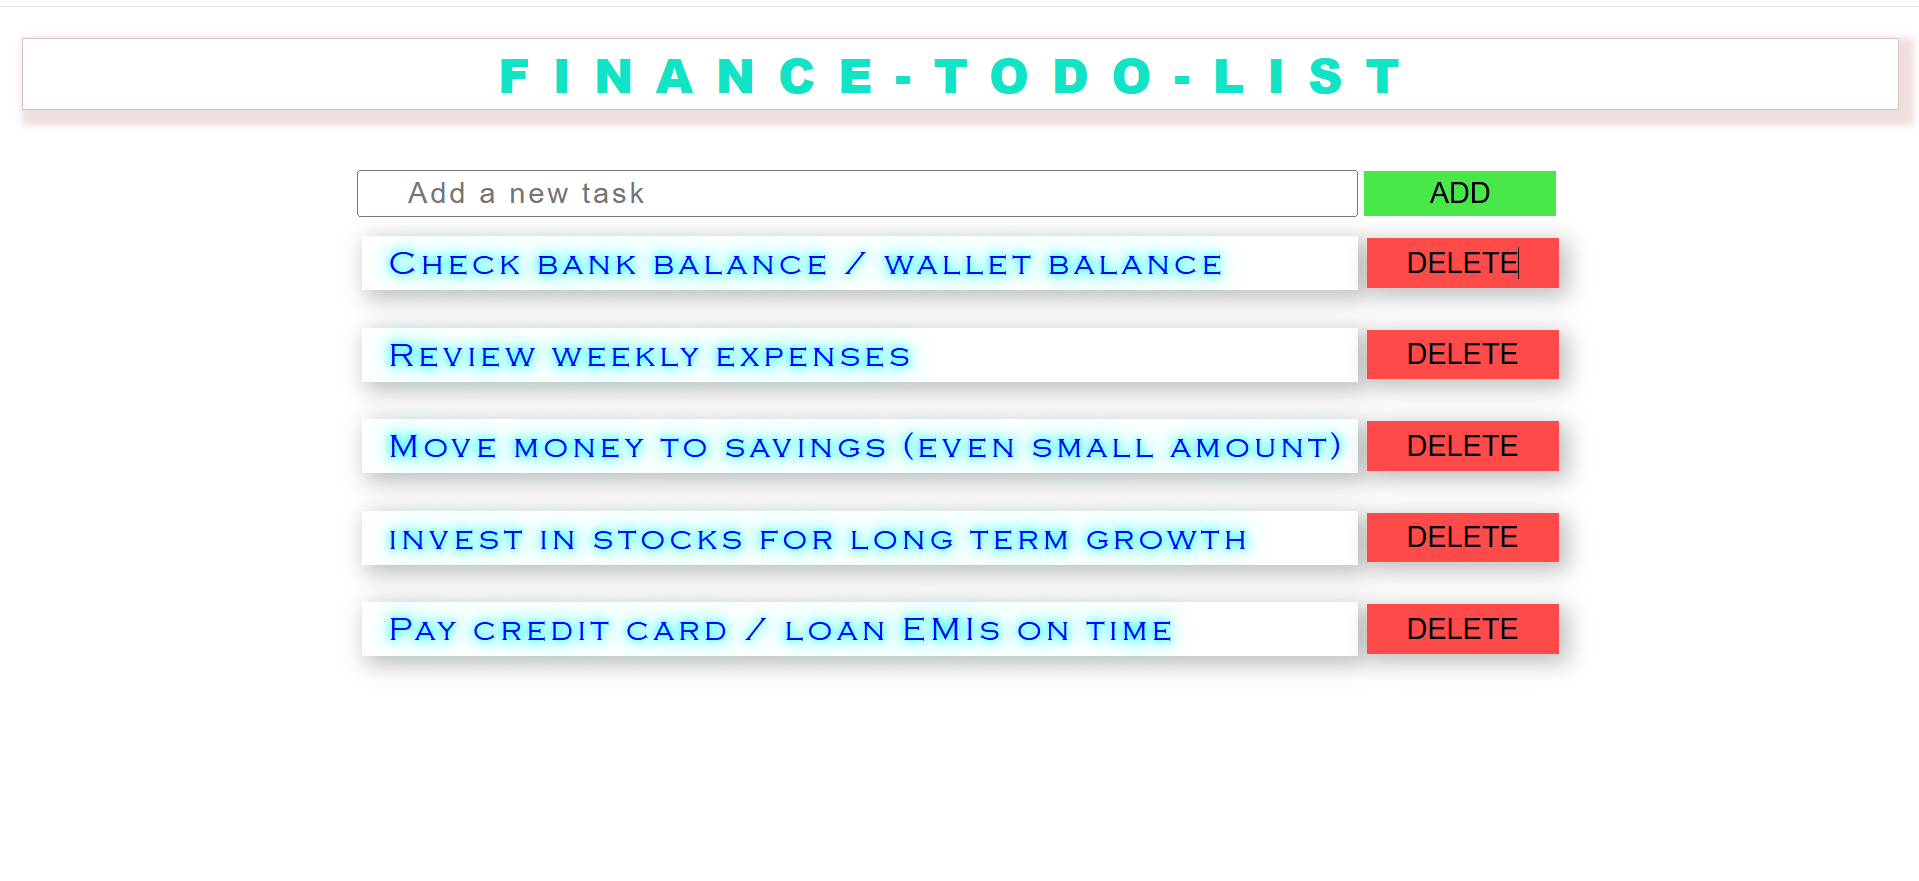 FINANCE-TODO-LIST
Add a new task ADD
Check bank balance / wallet balance DELETE
Review weekly expenses DELETE
Move money to savings (even small amount) DELETE
invest in stocks for long term growth DELETE
Pay credit card / loan EMIs on time DELETE